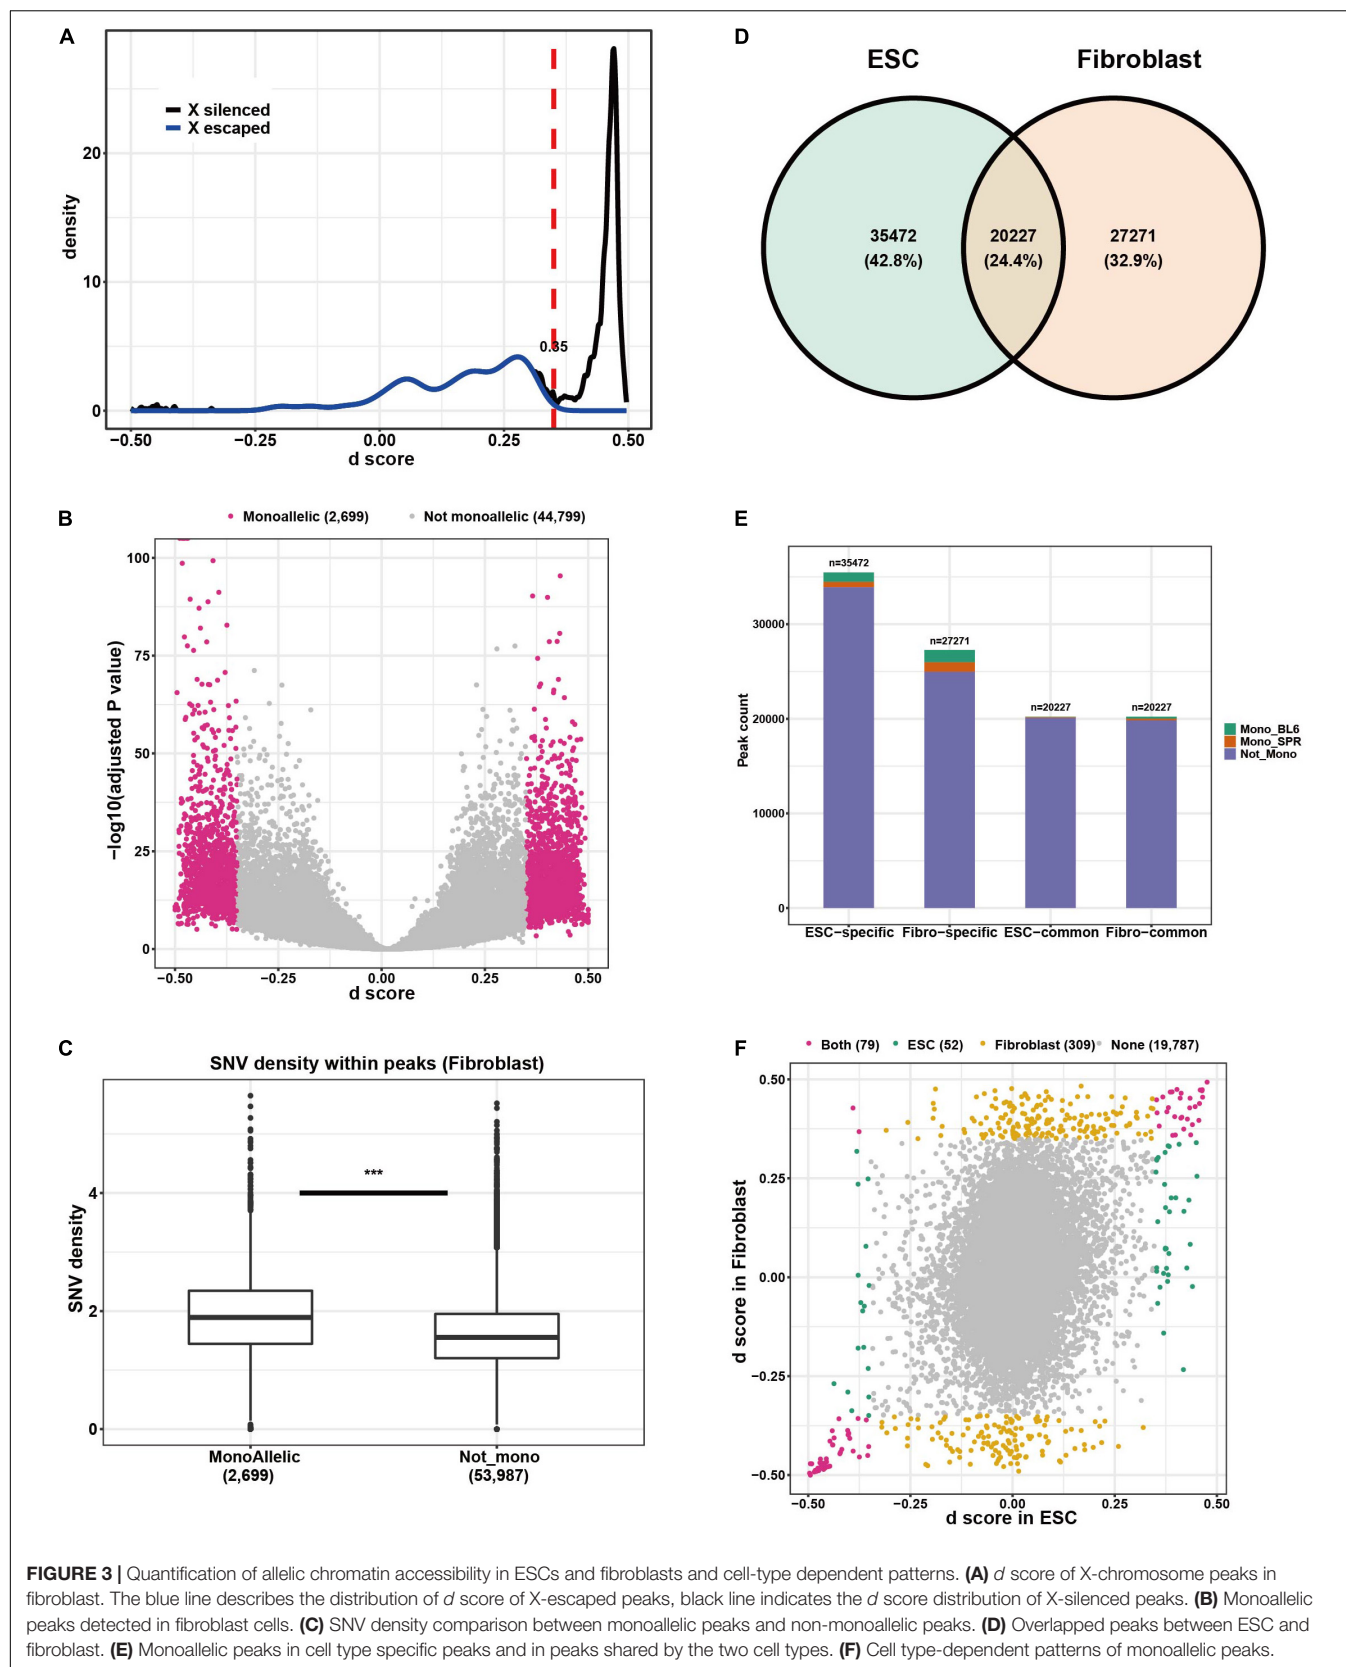 A
X silenced
X escaped
20
10
0
density
0.35
−0.50
−0.25
0.00
0.25
0.50
d score
D
ESC
Fibroblast
35472
(42.8%)
20227
(24.4%)
27271
(32.9%)
B
Monoallelic (2,699)
Not monoallelic (44,799)
100
75
50
25
0
−log10(adjusted P value)
−0.50
−0.25
0.00
0.25
0.50
d score
E
n=35472
n=27271
n=20227
n=20227
30000
20000
10000
0
Peak count
ESC−specific
Fibro−specific
ESC−common
Fibro−common
Mono_BL6
Mono_SPR
Not_Mono
C
SNV density within peaks (Fibroblast)
***
4
2
0
SNV density
MonoAllelic
(2,699)
Not_mono
(53,987)
F
Both (79)
ESC (52)
Fibroblast (309)
None (19,787)
0.50
0.25
0.00
−0.25
−0.50
d score in Fibroblast
−0.50
−0.25
0.00
0.25
0.50
d score in ESC
FIGURE 3 | Quantification of allelic chromatin accessibility in ESCs and fibroblasts and cell-type dependent patterns. (A) d score of X-chromosome peaks in
fibroblast. The blue line describes the distribution of d score of X-escaped peaks, black line indicates the d score distribution of X-silenced peaks. (B) Monoallelic
peaks detected in fibroblast cells. (C) SNV density comparison between monoallelic peaks and non-monoallelic peaks. (D) Overlapped peaks between ESC and
fibroblast. (E) Monoallelic peaks in cell type specific peaks and in peaks shared by the two cell types. (F) Cell type-dependent patterns of monoallelic peaks.